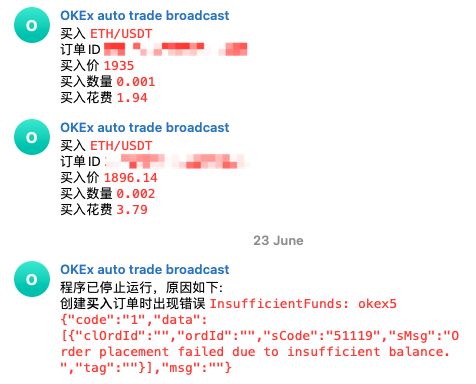 O
OKEx auto trade broadcast
买入 ETH/USDT
订单ID
买入价 1935
买入数量 0.001
买入花费 1.94
O
OKEx auto trade broadcast
买入 ETH/USDT
订单ID
买入价 1896.14
买入数量 0.002
买入花费 3.79
23 June
O
OKEx auto trade broadcast
程序已停止运行，原因如下:
创建买入订单时出现错误 InsufficientFunds: okex5
{"code":"1","data":
[{"clOrdId":"","ordId":"","sCode":"51119","sMsg":"O
rder placement failed due to insufficient balance.
","tag":""}],"msg":""}